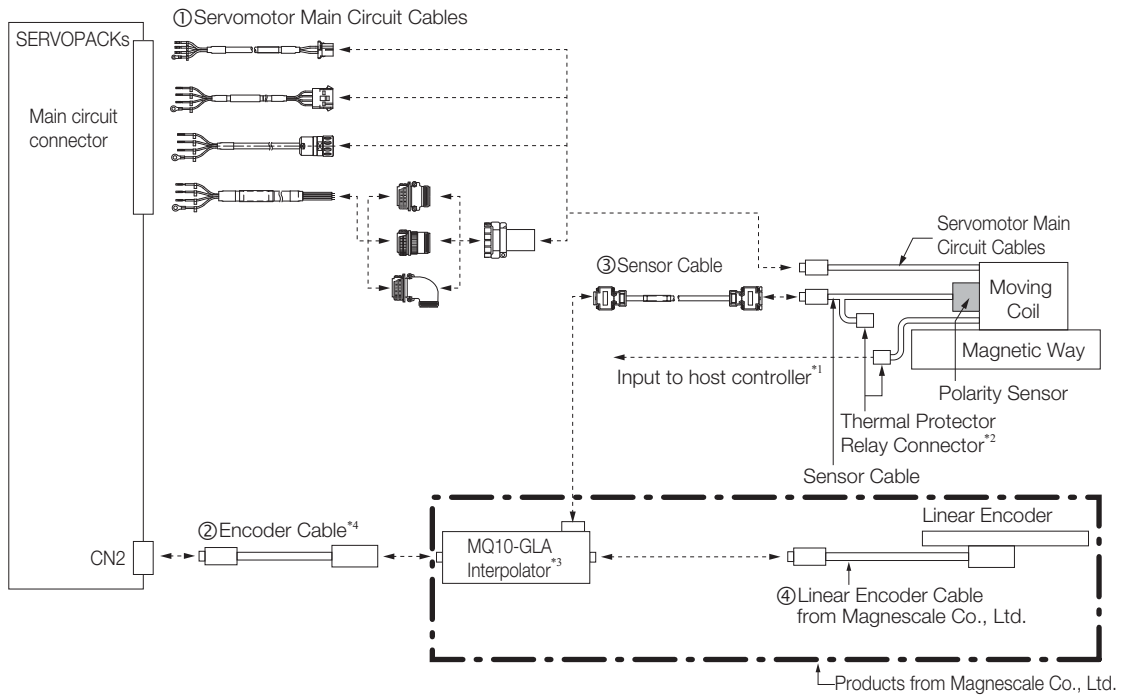 ①Servomotor Main Circuit Cables
SERVOPACKs
Main circuit
connector
Servomotor Main
Circuit Cables
③Sensor Cable
Moving
Coil
Magnetic Way
Input to host controller*1
Polarity Sensor
Thermal Protector
Relay Connector*2
Sensor Cable
Linear Encoder
②Encoder Cable*4
CN2
MQ10-GLA
Interpolator*3
④Linear Encoder Cable
from Magnescale Co., Ltd.
Products from Magnescale Co., Ltd.